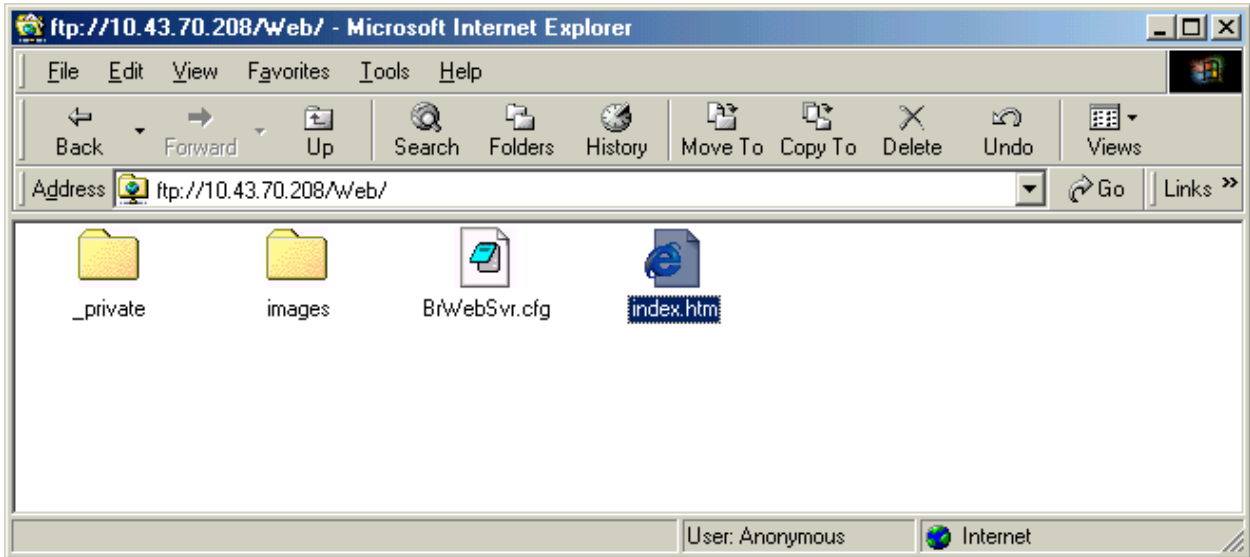 ftp://10.43.70.208/Web/ - Microsoft Internet Explorer
File Edit View Favorites Tools Help
Back Forward Up Search Folders History Move To Copy To Delete Undo Views
Address ftp://10.43.70.208/Web/ Go Links »
_private images BrWebSvr.cfg index.htm
User: Anonymous Internet